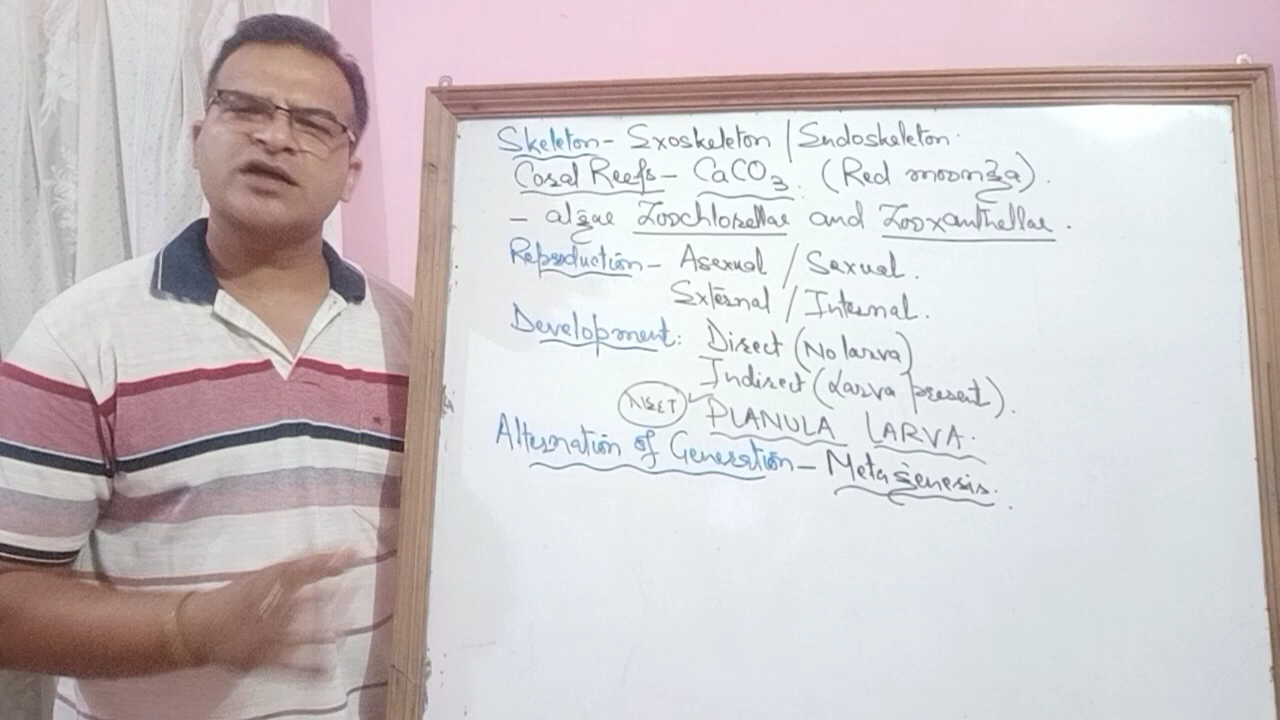 Skeleton - Exoskeleton / Endoskeleton.
Coral Reefs - CaCO3. (Red moonga).
- algae Zoochlorellae and Zooxanthellae.
Reproduction - Asexual / Sexual.
External / Internal.
Development: Direct (No larva)
Indirect (Larva present).
NEET PLANULA LARVA.
Alternation of Generation - Metagenesis.